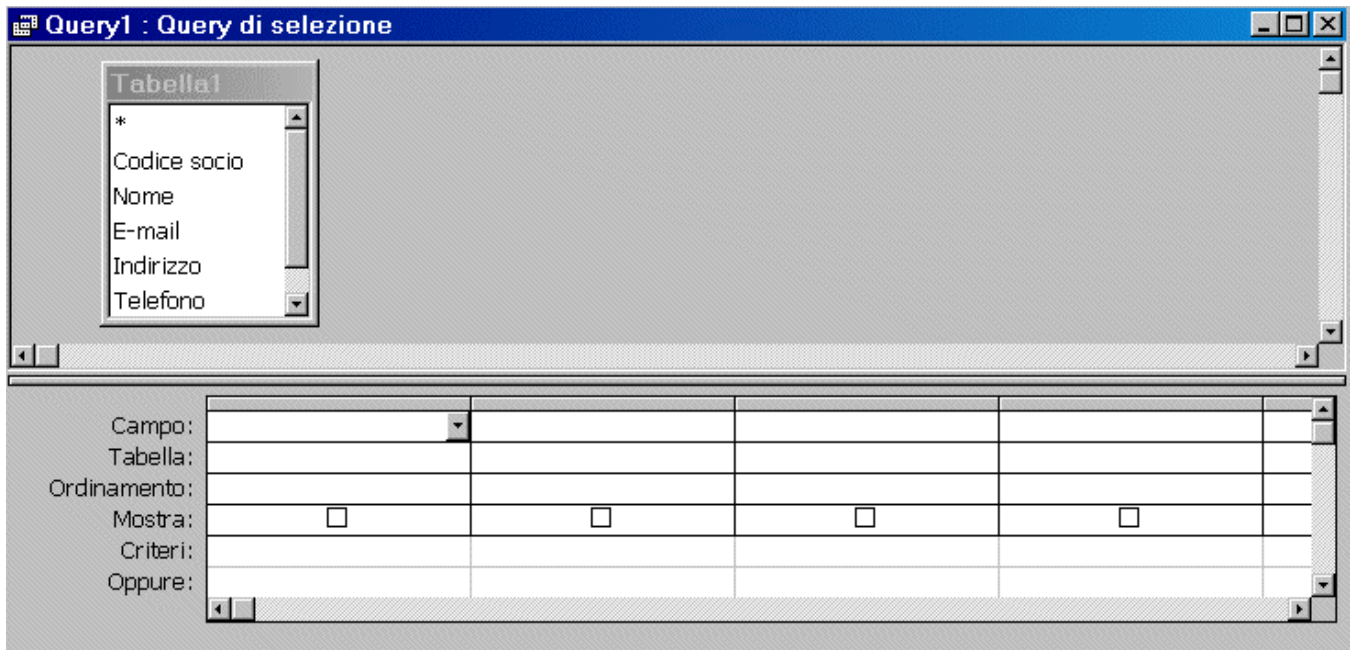 Query1 : Query di selezione
Tabella1
*
Codice socio
Nome
E-mail
Indirizzo
Telefono
Campo:
Tabella:
Ordinamento:
Mostra:
Criteri:
Oppure: